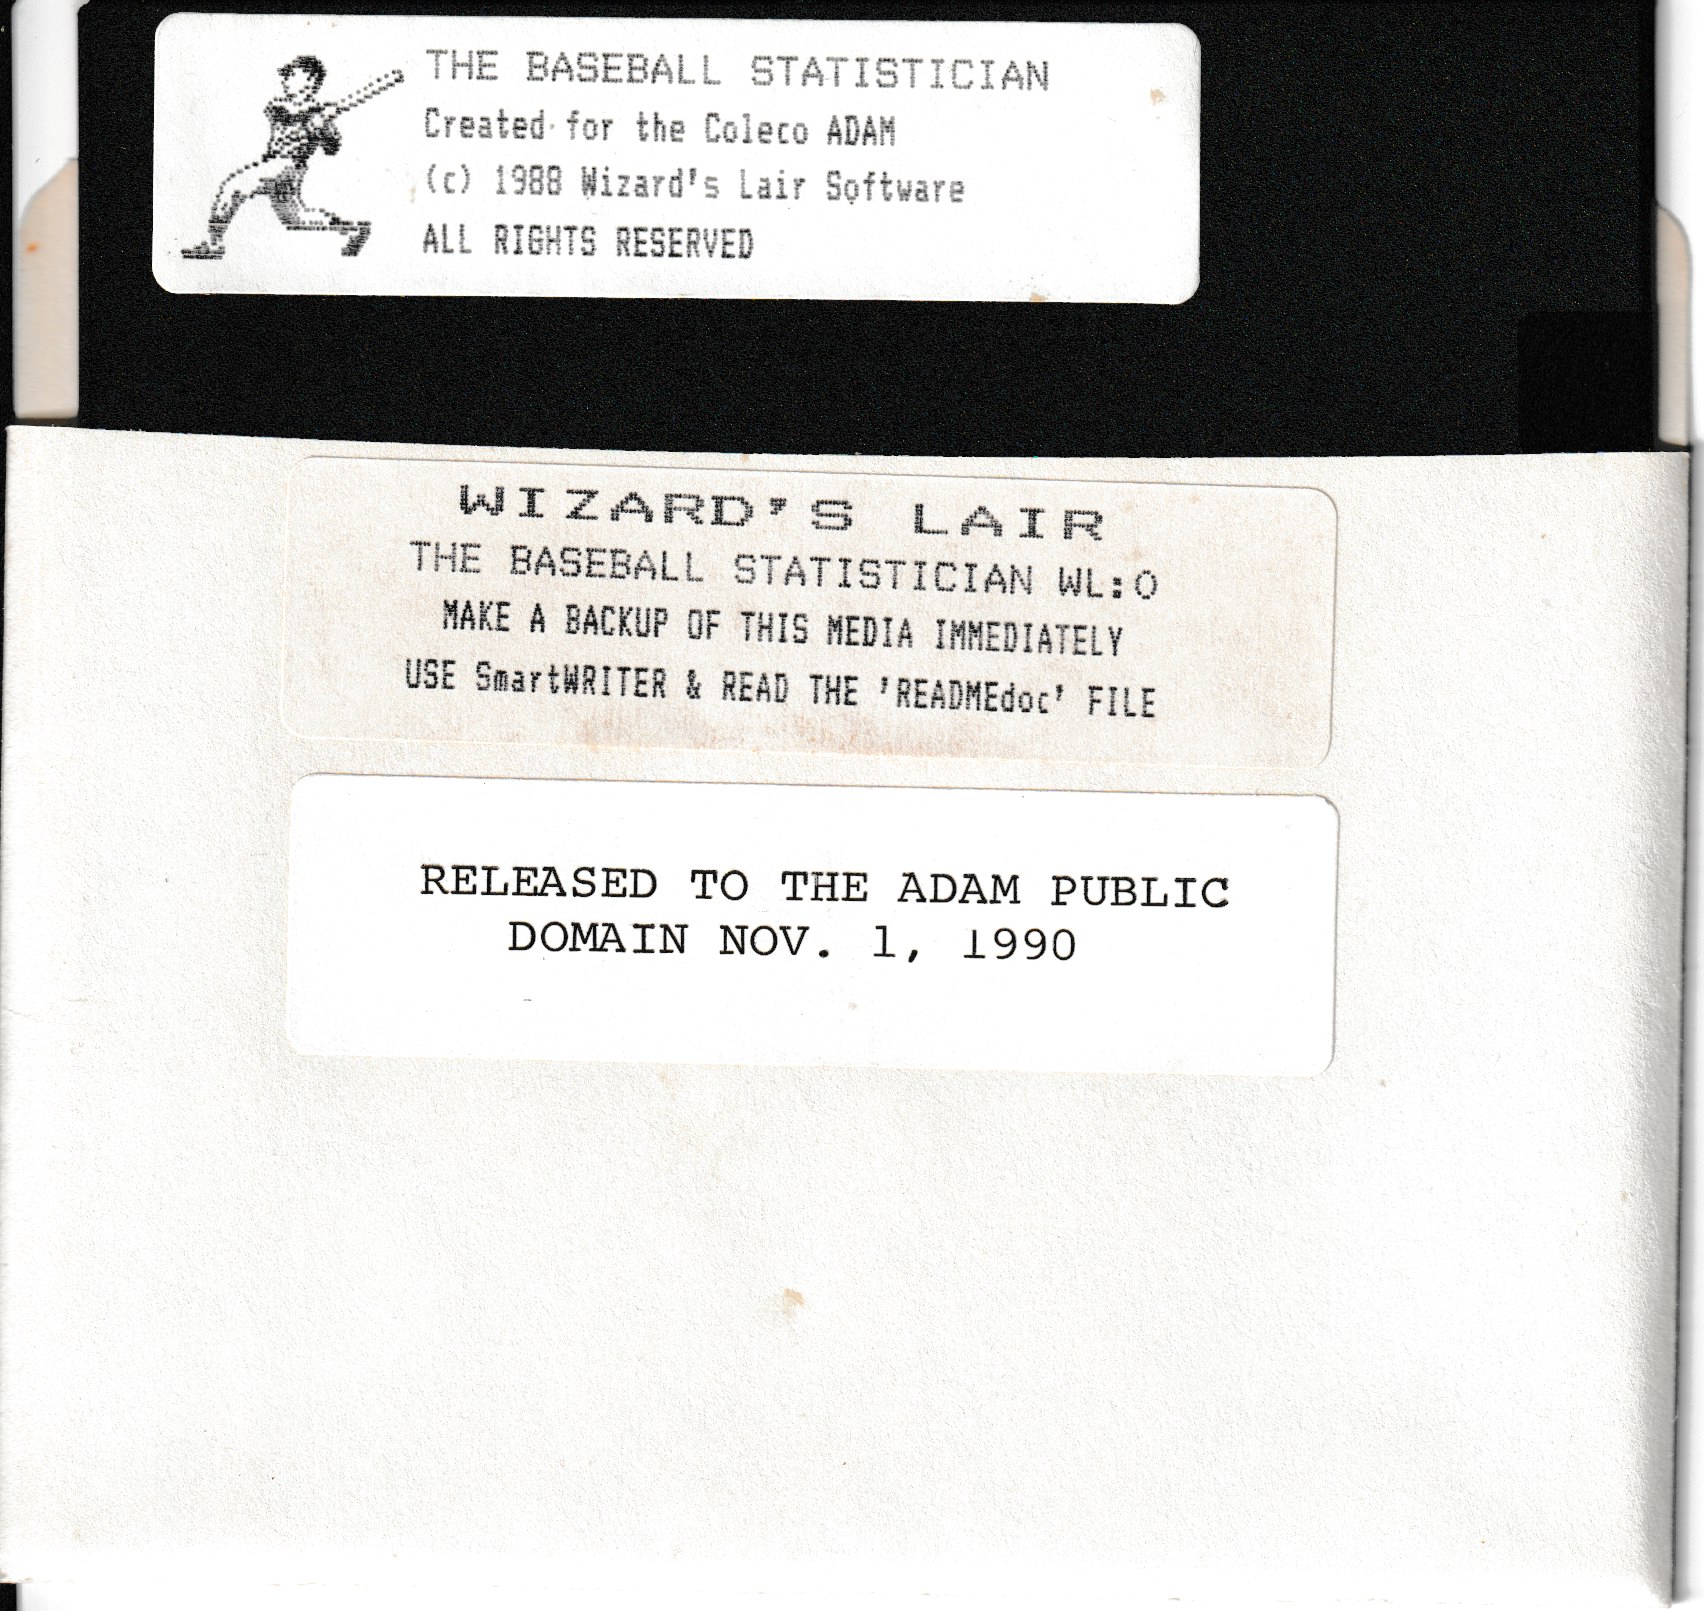 THE BASEBALL STATISTICIAN
Created for the Coleco ADAM
(c) 1988 Wizard's Lair Software
ALL RIGHTS RESERVED
WIZARD'S LAIR
THE BASEBALL STATISTICIAN WL:0
MAKE A BACKUP OF THIS MEDIA IMMEDIATELY
USE SmartWRITER & READ THE 'READMEdoc' FILE
RELEASED TO THE ADAM PUBLIC
DOMAIN NOV. 1, 1990